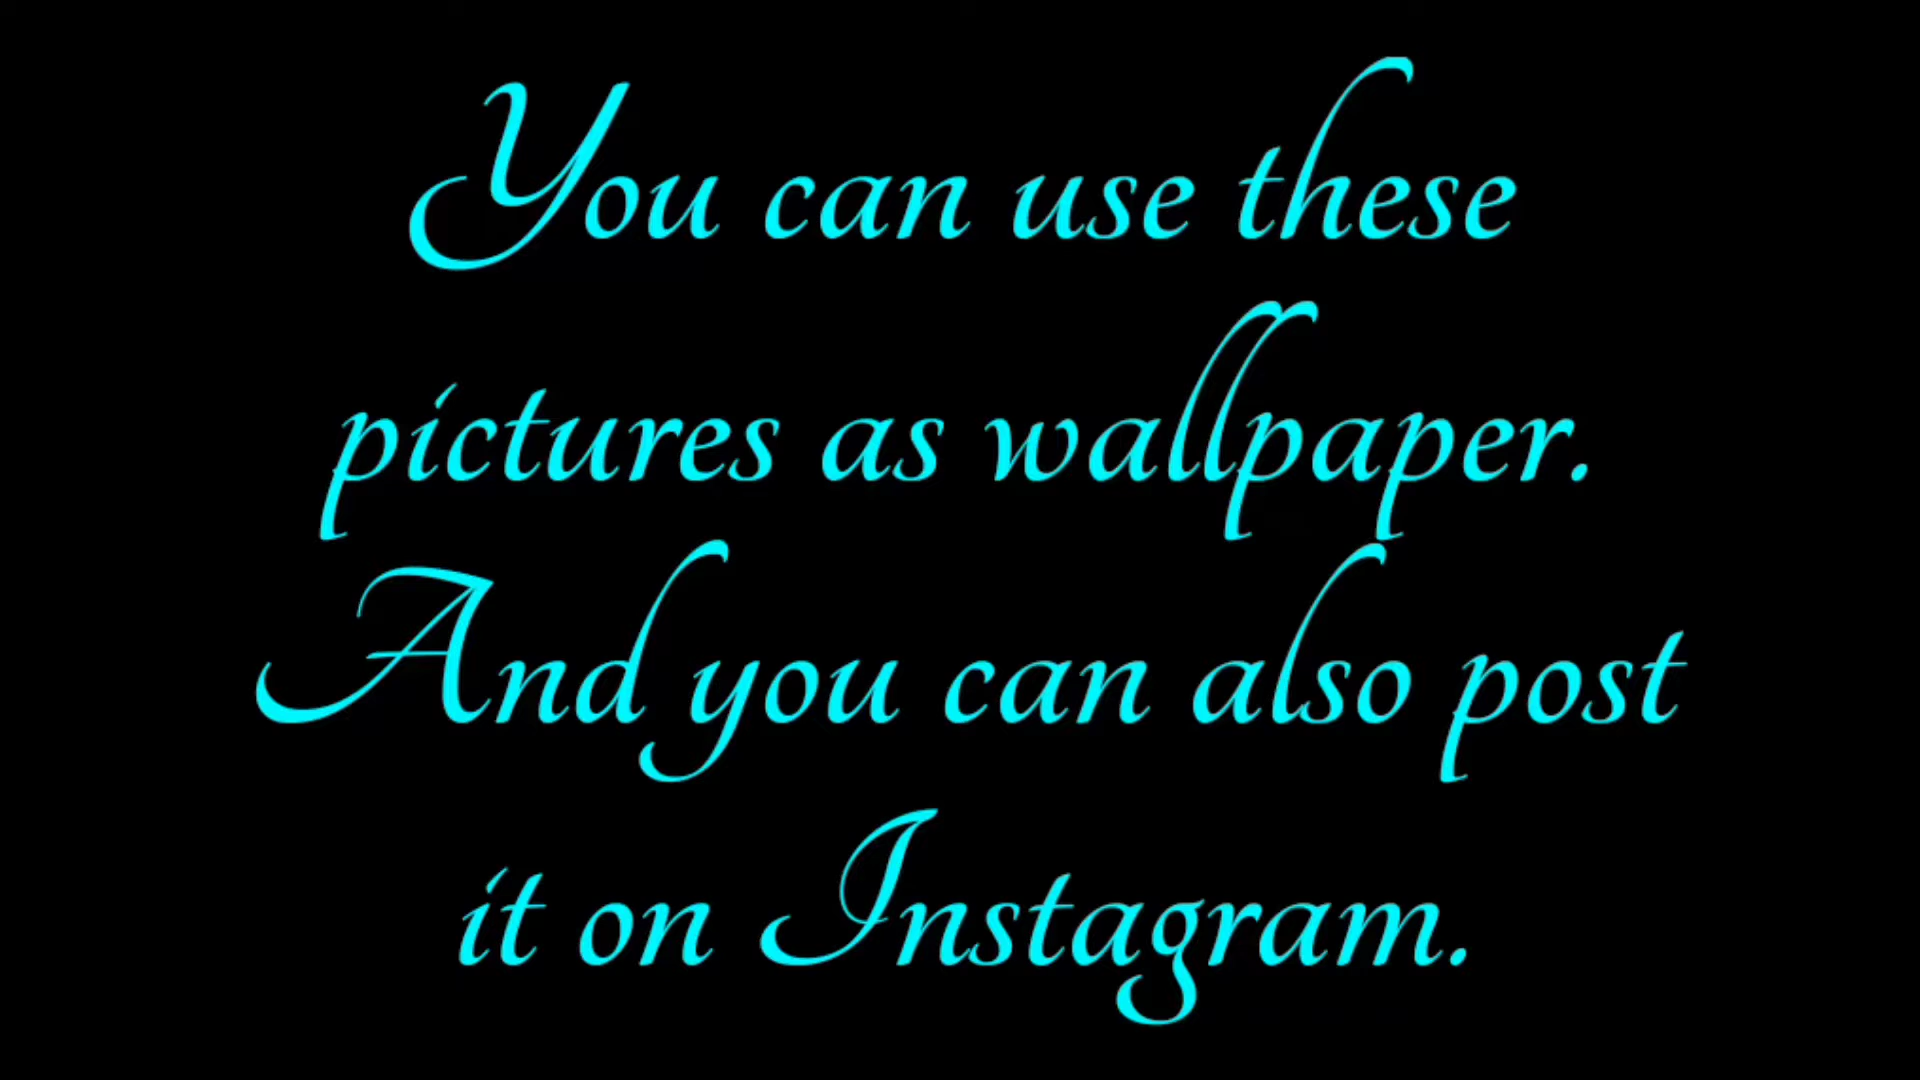 You can use these
pictures as wallpaper.
And you can also post
it on Instagram.